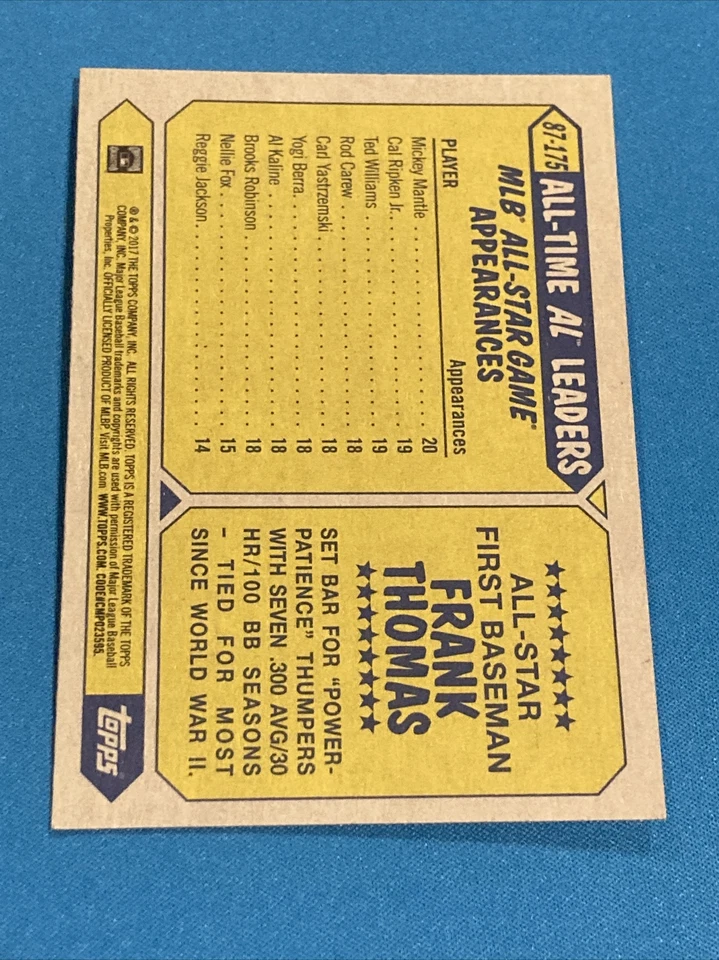 87-175
ALL-TIME AL™ LEADERS
MLB® ALL-STAR GAME®
APPEARANCES
PLAYER Appearances
Mickey Mantle 20
Cal Ripken Jr. 19
Ted Williams 19
Rod Carew 18
Carl Yastrzemski 18
Yogi Berra 18
Al Kaline 18
Brooks Robinson 18
Nellie Fox 15
Reggie Jackson 14
ALL-STAR
FIRST BASEMAN
FRANK
THOMAS
SET BAR FOR "POWER-
PATIENCE" THUMPERS
WITH SEVEN .300 AVG/30
HR/100 BB SEASONS
– TIED FOR MOST
SINCE WORLD WAR II.
® & © 2017 THE TOPPS COMPANY, INC. ALL RIGHTS RESERVED. TOPPS IS A REGISTERED TRADEMARK OF THE TOPPS
COMPANY, INC. Major League Baseball trademarks and copyrights are used with permission of Major League Baseball
Properties, Inc. OFFICIALLY LICENSED PRODUCT OF MLBP. Visit MLB.com WWW.TOPPS.COM. CODE#CMP023595.
topps